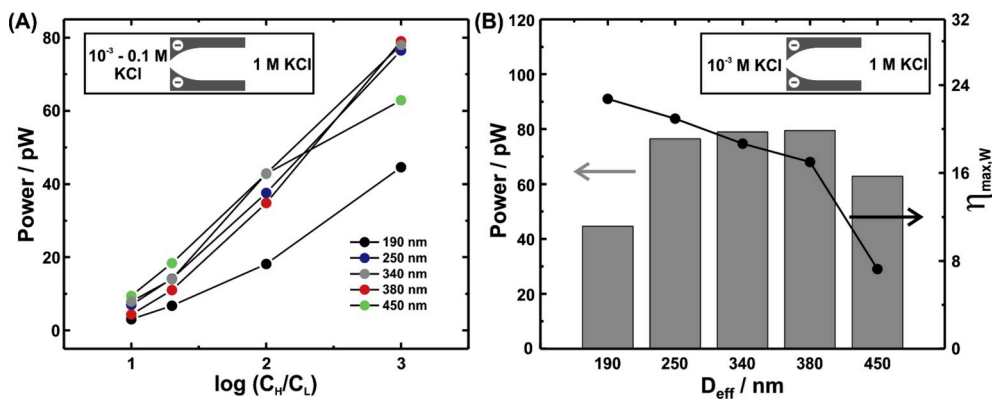 (A)
80
60
40
20
0
Power / pW
10⁻³ - 0.1 M
KCl
1 M KCl
190 nm
250 nm
340 nm
380 nm
450 nm
1
2
3
log (C_H/C_L)
(B)
120
100
80
60
40
20
0
Power / pW
10⁻³ M KCl
1 M KCl
32
24
16
8
0
η_max,W
190
250
340
380
450
D_eff / nm